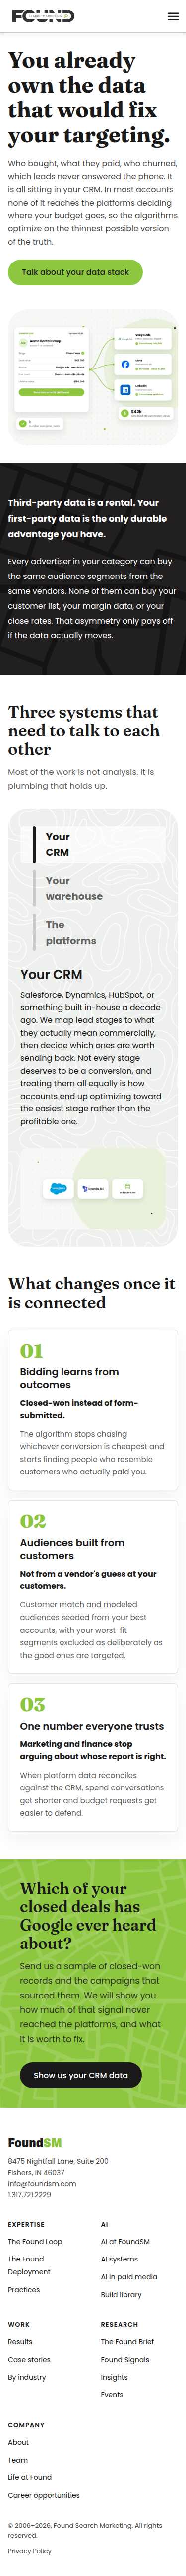 FOUND
SEARCH MARKETING
You already
own the data
that would fix
your targeting.
Who bought, what they paid, who churned,
which leads never answered the phone. It
is all sitting in your CRM. In most accounts
none of it reaches the platforms deciding
where your budget goes, so the algorithms
optimize on the thinnest possible version
of the truth.
Talk about your data stack
Acme Dental Group
Google Ads
Meta
LinkedIn
$43k
Third-party data is a rental. Your
first-party data is the only durable
advantage you have.
Every advertiser in your category can buy
the same audience segments from the
same vendors. None of them can buy your
customer list, your margin data, or your
close rates. That asymmetry only pays off
if the data actually moves.
Three systems that
need to talk to each
other
Most of the work is not analysis. It is
plumbing that holds up.
Your
CRM
Your
warehouse
The
platforms
Your CRM
Salesforce, Dynamics, HubSpot, or
something built in-house a decade
ago. We map lead stages to what
they actually mean commercially,
then decide which ones are worth
sending back. Not every stage
deserves to be a conversion, and
treating them all equally is how
accounts end up optimizing toward
the easiest stage rather than the
profitable one.
Dynamics 365
What changes once it
is connected
01
Bidding learns from
outcomes
Closed-won instead of form-
submitted.
The algorithm stops chasing
whichever conversion is cheapest and
starts finding people who resemble
customers who actually paid you.
02
Audiences built from
customers
Not from a vendor's guess at your
customers.
Customer match and modeled
audiences seeded from your best
accounts, with your worst-fit
segments excluded as deliberately as
the good ones are targeted.
03
One number everyone trusts
Marketing and finance stop
arguing about whose report is right.
When platform data reconciles
against the CRM, spend conversations
get shorter and budget requests get
easier to defend.
Which of your
closed deals has
Google ever heard
about?
Send us a sample of closed-won
records and the campaigns that
sourced them. We will show you
how much of that signal never
reached the platforms, and what
it is worth to fix.
Show us your CRM data
FoundSM
8475 Nightfall Lane, Suite 200
Fishers, IN 46037
info@foundsm.com
1.317.721.2229
EXPERTISE
The Found Loop
The Found
Deployment
Practices
AI
AI at FoundSM
AI systems
AI in paid media
Build library
WORK
Results
Case stories
By industry
RESEARCH
The Found Brief
Found Signals
Insights
Events
COMPANY
About
Team
Life at Found
Career opportunities
© 2006–2026, Found Search Marketing. All rights
reserved.
Privacy Policy